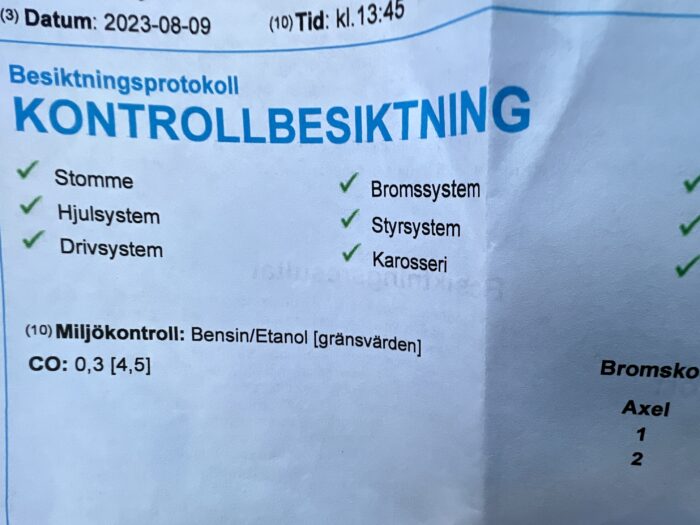 (3) Datum: 2023-08-09 (10) Tid: kl.13:45
Besiktningsprotokoll
KONTROLLBESIKTNING
✓ Stomme ✓ Bromssystem ✓
✓ Hjulsystem ✓ Styrsystem ✓
✓ Drivsystem ✓ Karosseri ✓
(10) Miljökontroll: Bensin/Etanol [gränsvärden]
CO: 0,3 [4,5]
Bromsko
Axel
1
2